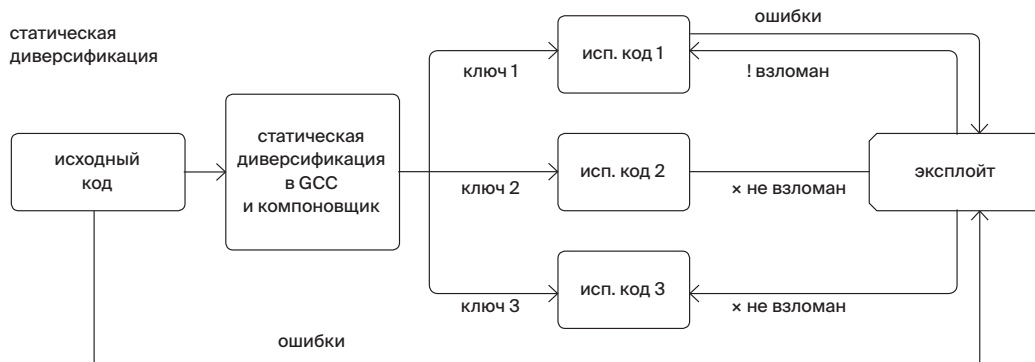 статическая
диверсификация
исходный
код
статическая
диверсификация
в GCC
и компоновщик
ключ 1
ключ 2
ключ 3
исп. код 1
исп. код 2
исп. код 3
ошибки
! взломан
× не взломан
× не взломан
эксплойт
ошибки